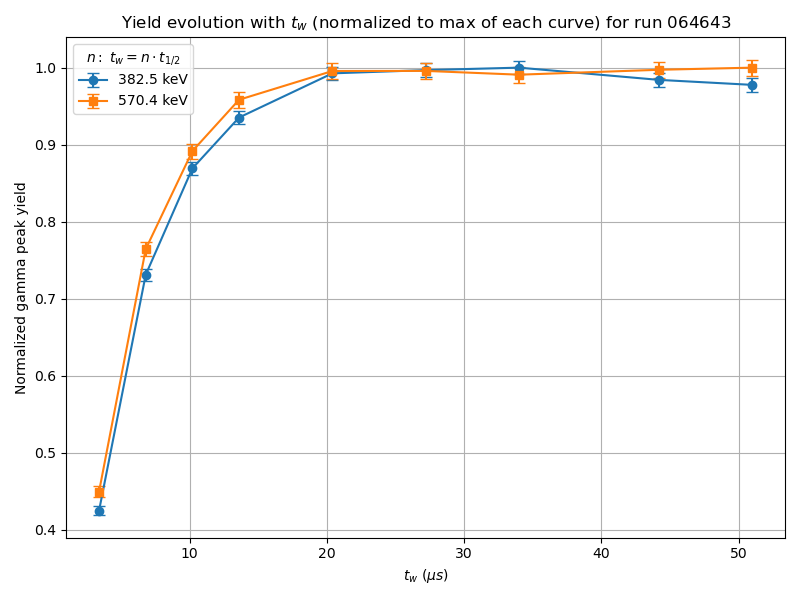 Yield evolution with t_w (normalized to max of each curve) for run 064643
n: t_w = n · t_{1/2}
382.5 keV
570.4 keV
Normalized gamma peak yield
1.0
0.9
0.8
0.7
0.6
0.5
0.4
10
20
30
40
50
t_w (μs)